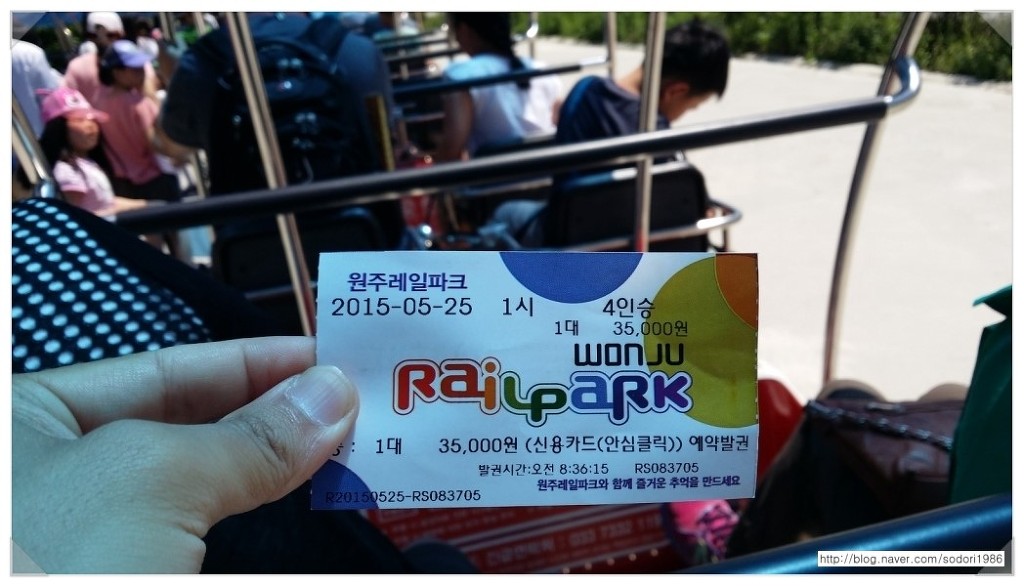 원주레일파크
2015-05-25 1시 4인승
1대 35,000원
WONJU
RailPARK
: 1대 35,000원 (신용카드(안심클릭)) 예약발권
발권시간:오전 8:36:15 RS083705
원주레일파크와 함께 즐거운 추억을 만드세요
R20150525-RS083705
http://blog.naver.com/sodori1986